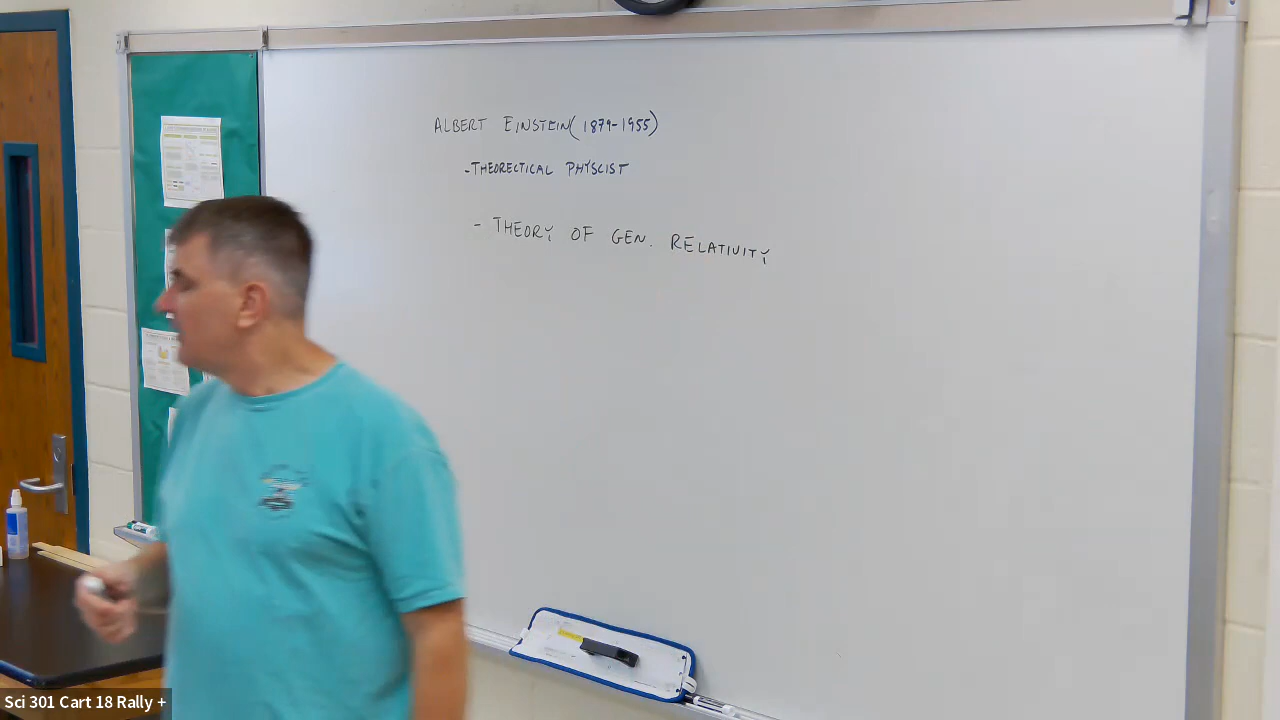 ALBERT EINSTEIN (1879-1955)
-THEORECTICAL PHYSCIST
- THEORY OF GEN. RELATIVITY
Sci 301 Cart 18 Rally +